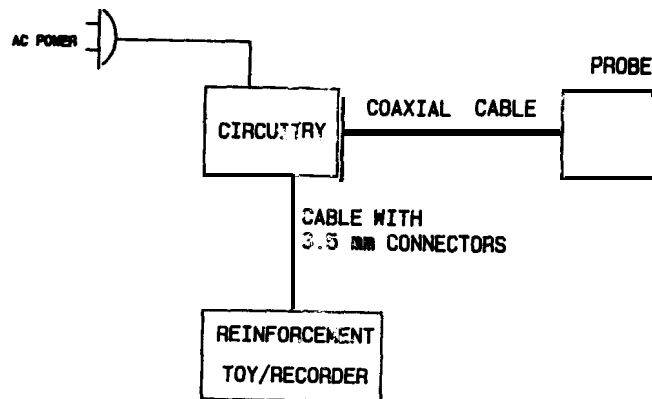 AC POWER
PROBE
COAXIAL CABLE
CIRCUITRY
CABLE WITH
3.5 mm CONNECTORS
REINFORCEMENT
TOY/RECORDER